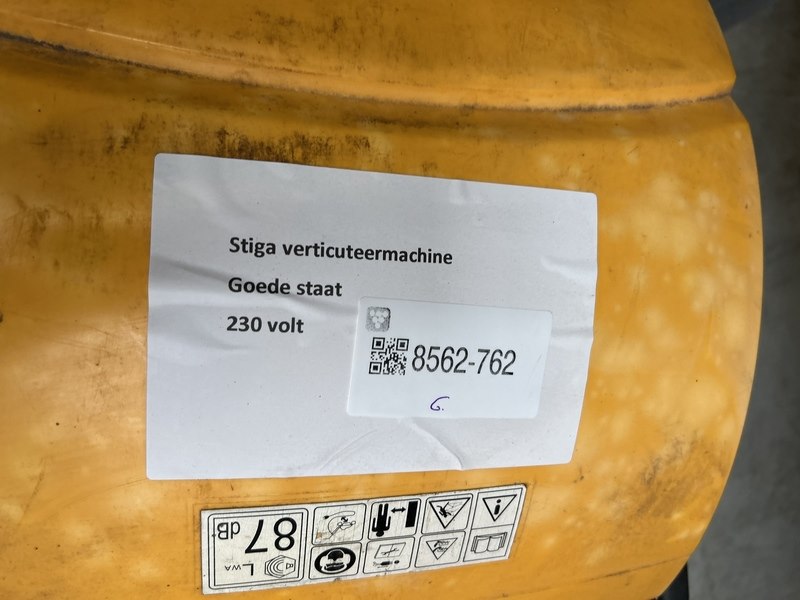 Stiga verticuteermachine
Goede staat
230 volt
8562-762
G.
LWA
87 dB